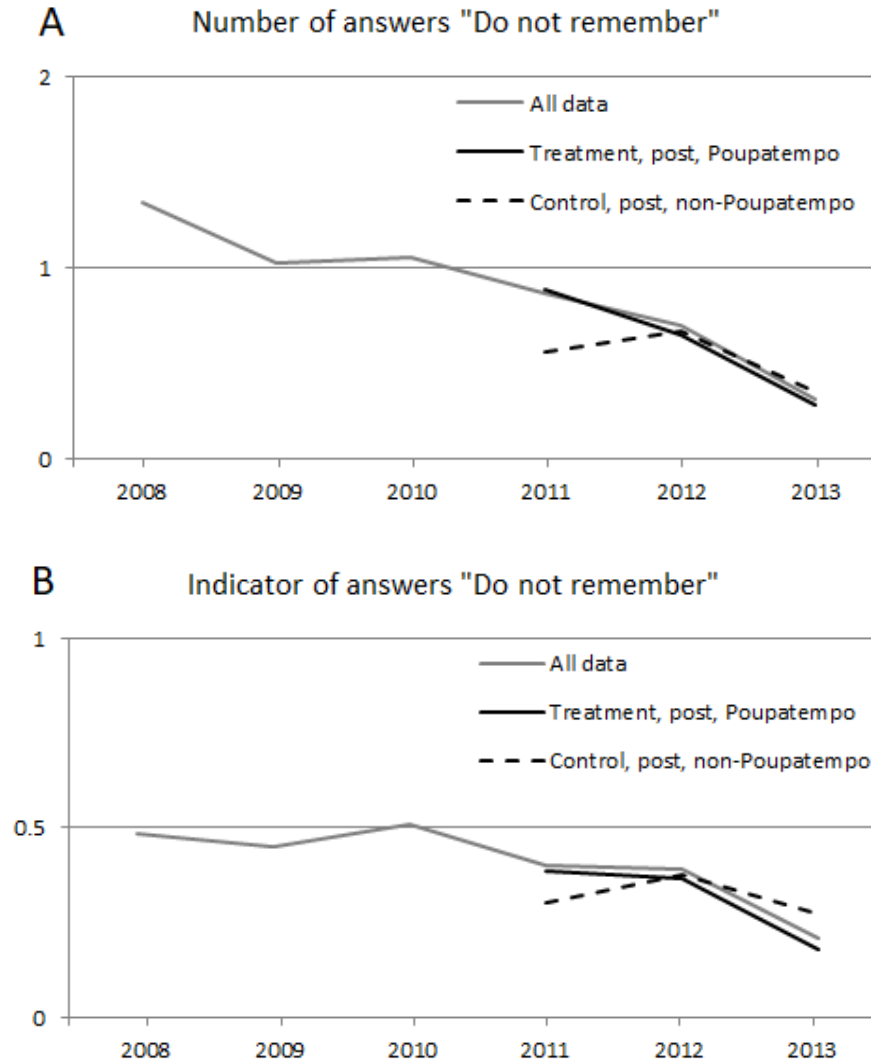 A
Number of answers "Do not remember"
2
All data
Treatment, post, Poupatempo
Control, post, non-Poupatempo
1
0
2008 2009 2010 2011 2012 2013
B
Indicator of answers "Do not remember"
1
All data
Treatment, post, Poupatempo
Control, post, non-Poupatempo
0.5
0
2008 2009 2010 2011 2012 2013